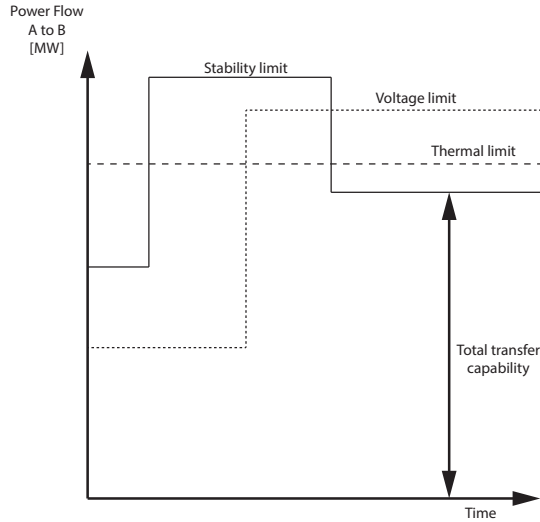 Power Flow
A to B
[MW]
Stability limit
Voltage limit
Thermal limit
Total transfer
capability
Time